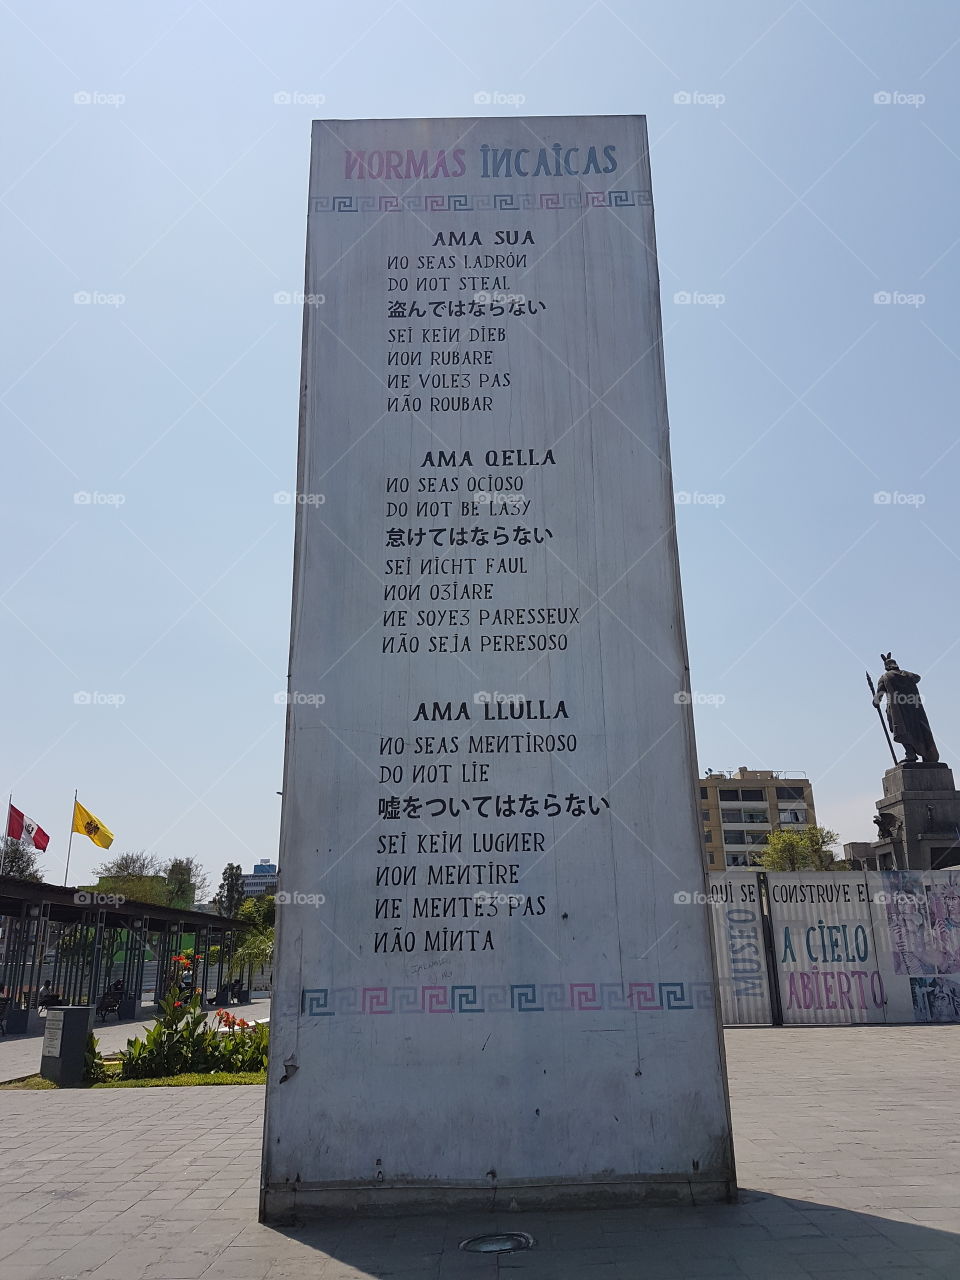 NORMAS INCAICAS
AMA SUA
NO SEAS LADRÓN
DO NOT STEAL
盗んではならない
SEI KEIN DIEB
NON RUBARE
NE VOLEZ PAS
NÃO ROUBAR
AMA QELLA
NO SEAS OCIOSO
DO NOT BE LAZY
怠けてはならない
SEI NICHT FAUL
NON OZIARE
NE SOYEZ PARESSEUX
NÃO SEJA PERESOSO
AMA LLULLA
NO SEAS MENTIROSO
DO NOT LIE
嘘をついてはならない
SEI KEIN LUGNER
NON MENTIRE
NE MENTEZ PAS
NÃO MINTA
QUÍ SE CONSTRUYE EL
MUSEO
A CIELO
ABIERTO
foap